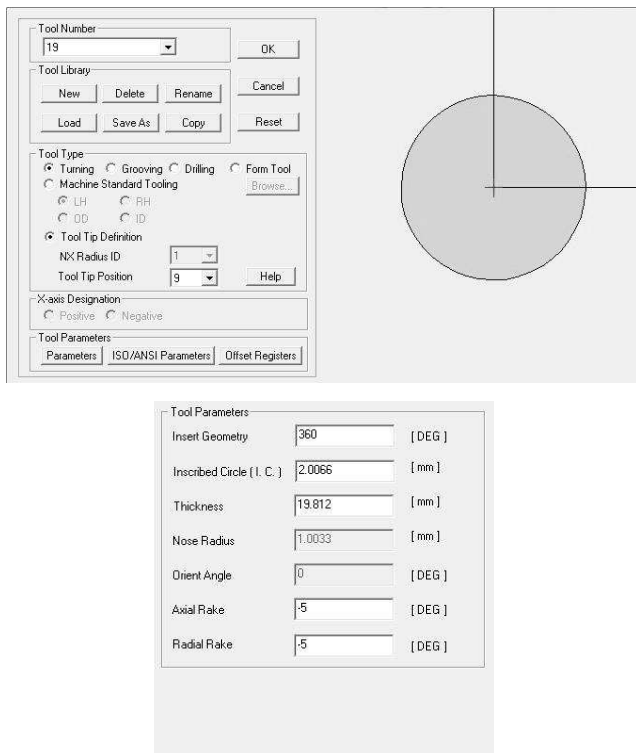 Tool Number
19
OK
Tool Library
New Delete Rename
Cancel
Load Save As Copy
Reset
Tool Type
Turning Grooving Drilling Form Tool
Machine Standard Tooling Browse...
LH RH
OD ID
Tool Tip Definition
NX Radius ID 1
Tool Tip Position 9 Help
X-axis Designation
Positive Negative
Tool Parameters
Parameters ISO/ANSI Parameters Offset Registers
Tool Parameters
Insert Geometry 360 [ DEG ]
Inscribed Circle ( I. C. ) 2.0066 [ mm ]
Thickness 19.812 [ mm ]
Nose Radius 1.0033 [ mm ]
Orient Angle 0 [ DEG ]
Axial Rake -5 [ DEG ]
Radial Rake -5 [ DEG ]